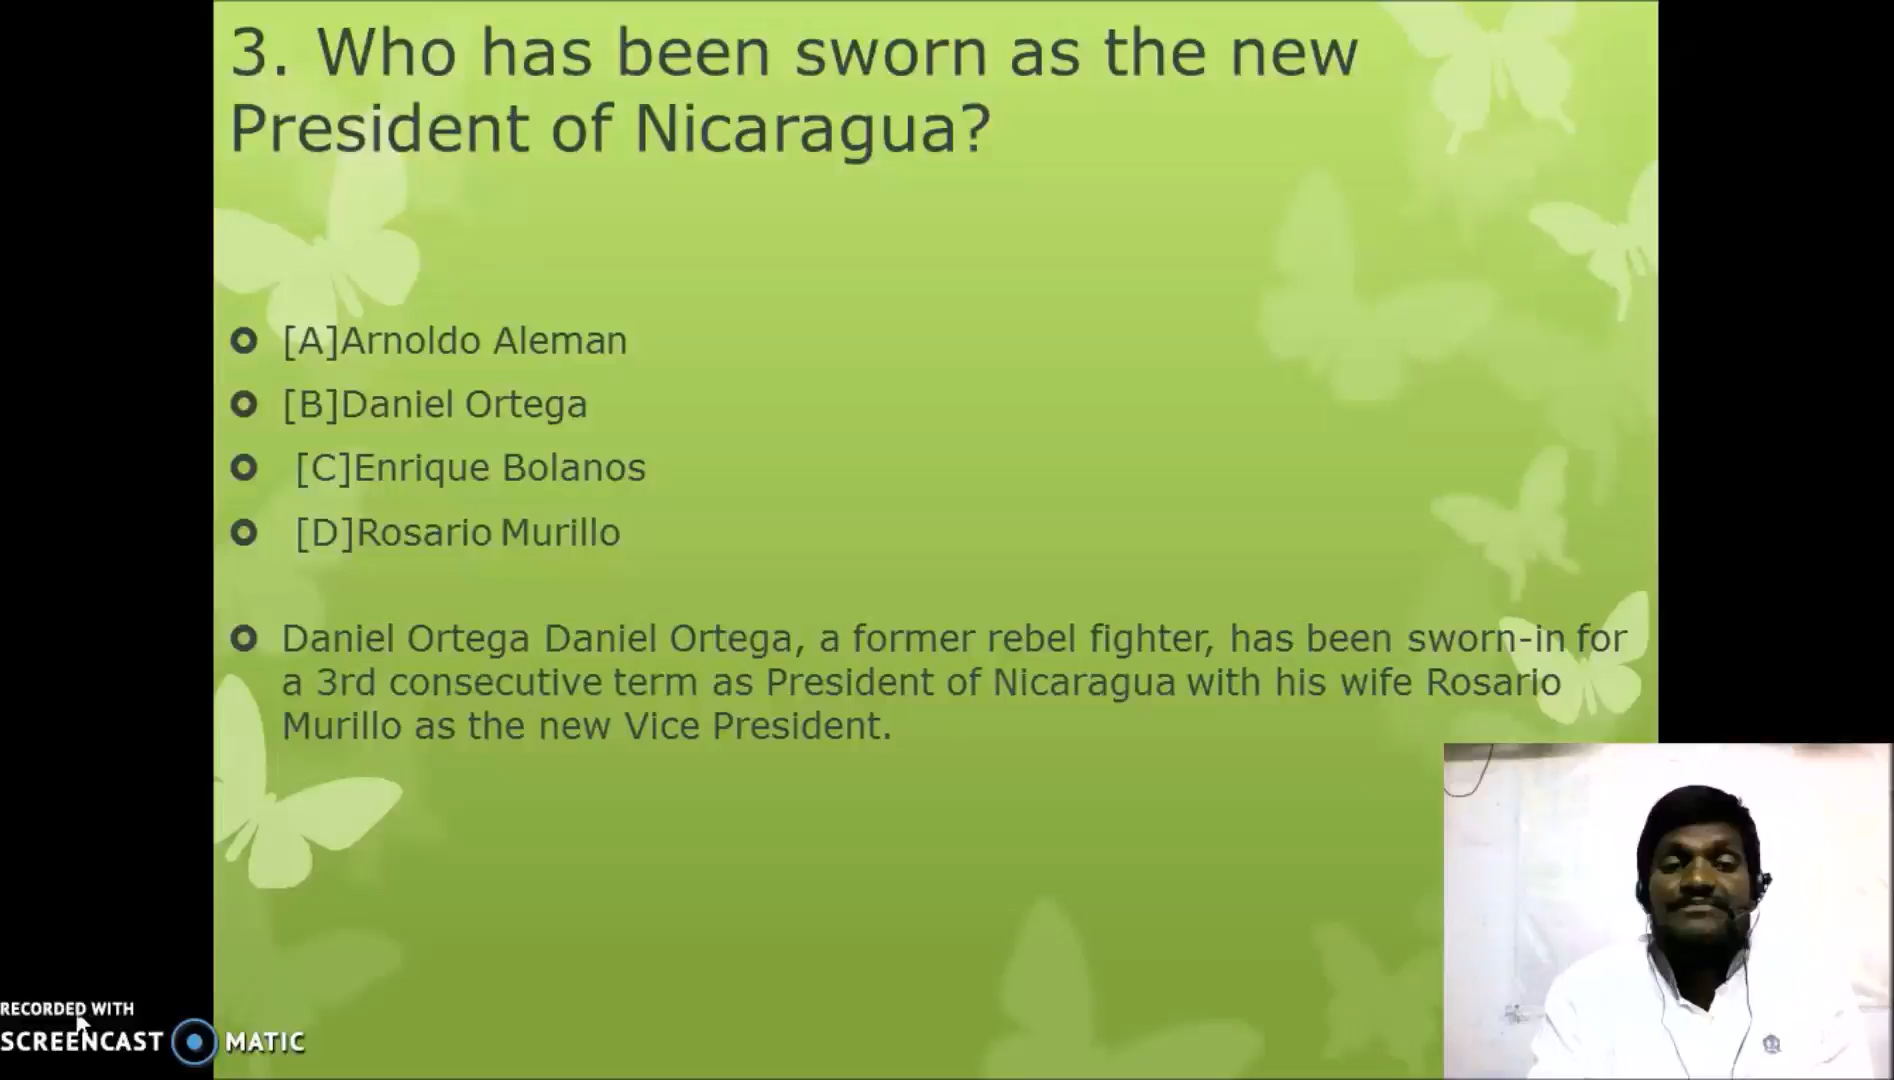 3. Who has been sworn as the new
President of Nicaragua?
[A]Arnoldo Aleman
[B]Daniel Ortega
[C]Enrique Bolanos
[D]Rosario Murillo
Daniel Ortega Daniel Ortega, a former rebel fighter, has been sworn-in for
a 3rd consecutive term as President of Nicaragua with his wife Rosario
Murillo as the new Vice President.
RECORDED WITH
SCREENCAST MATIC